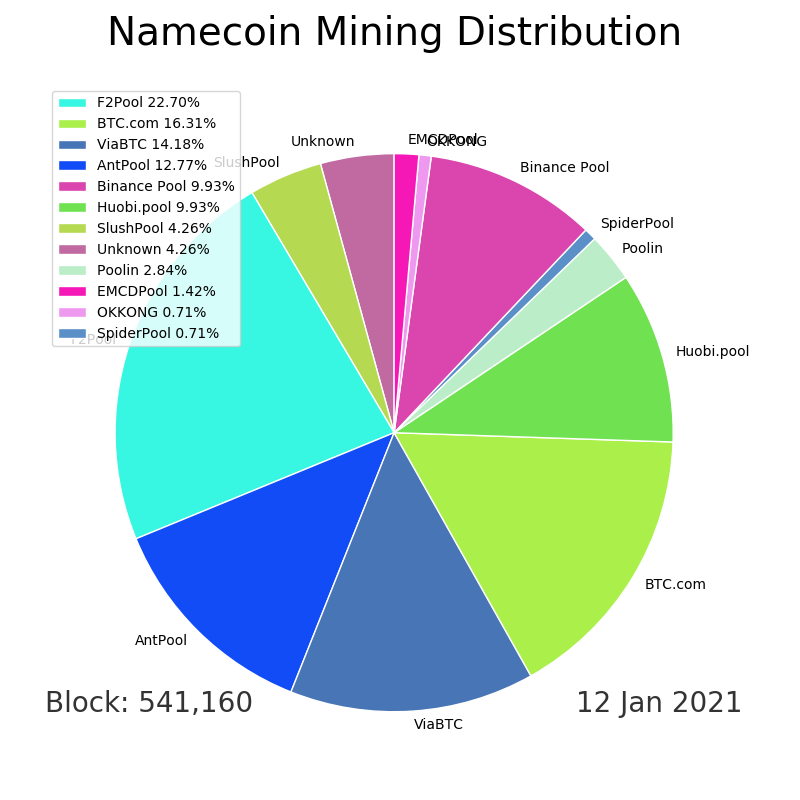 Namecoin Mining Distribution
F2Pool 22.70%
BTC.com 16.31%
ViaBTC 14.18%
AntPool 12.77%
Binance Pool 9.93%
Huobi.pool 9.93%
SlushPool 4.26%
Unknown 4.26%
Poolin 2.84%
EMCDPool 1.42%
OKKONG 0.71%
SpiderPool 0.71%
EMCDPool
OKKONG
Unknown
SlushPool
Binance Pool
SpiderPool
Poolin
F2Pool
Huobi.pool
BTC.com
AntPool
ViaBTC
Block: 541,160
12 Jan 2021